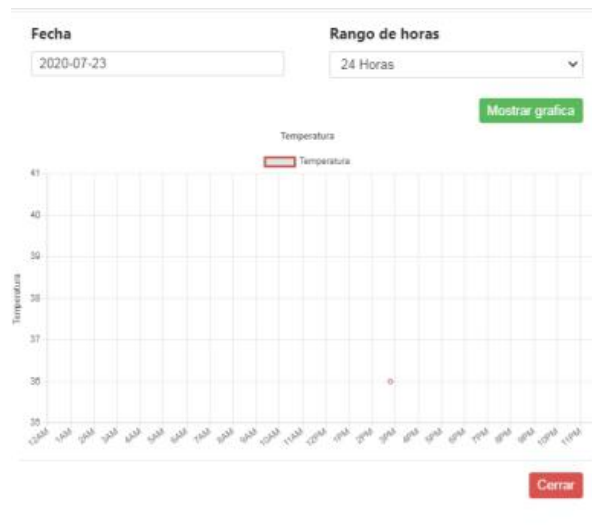 Fecha
Rango de horas
2020-07-23
24 Horas
Mostrar grafica
Temperatura
Temperatura
41
40
39
38
37
36
35
Temperatura
12AM 1AM 2AM 3AM 4AM 5AM 6AM 7AM 8AM 9AM 10AM 11AM 12PM 1PM 2PM 3PM 4PM 5PM 6PM 7PM 8PM 9PM 10PM 11PM
Cerrar